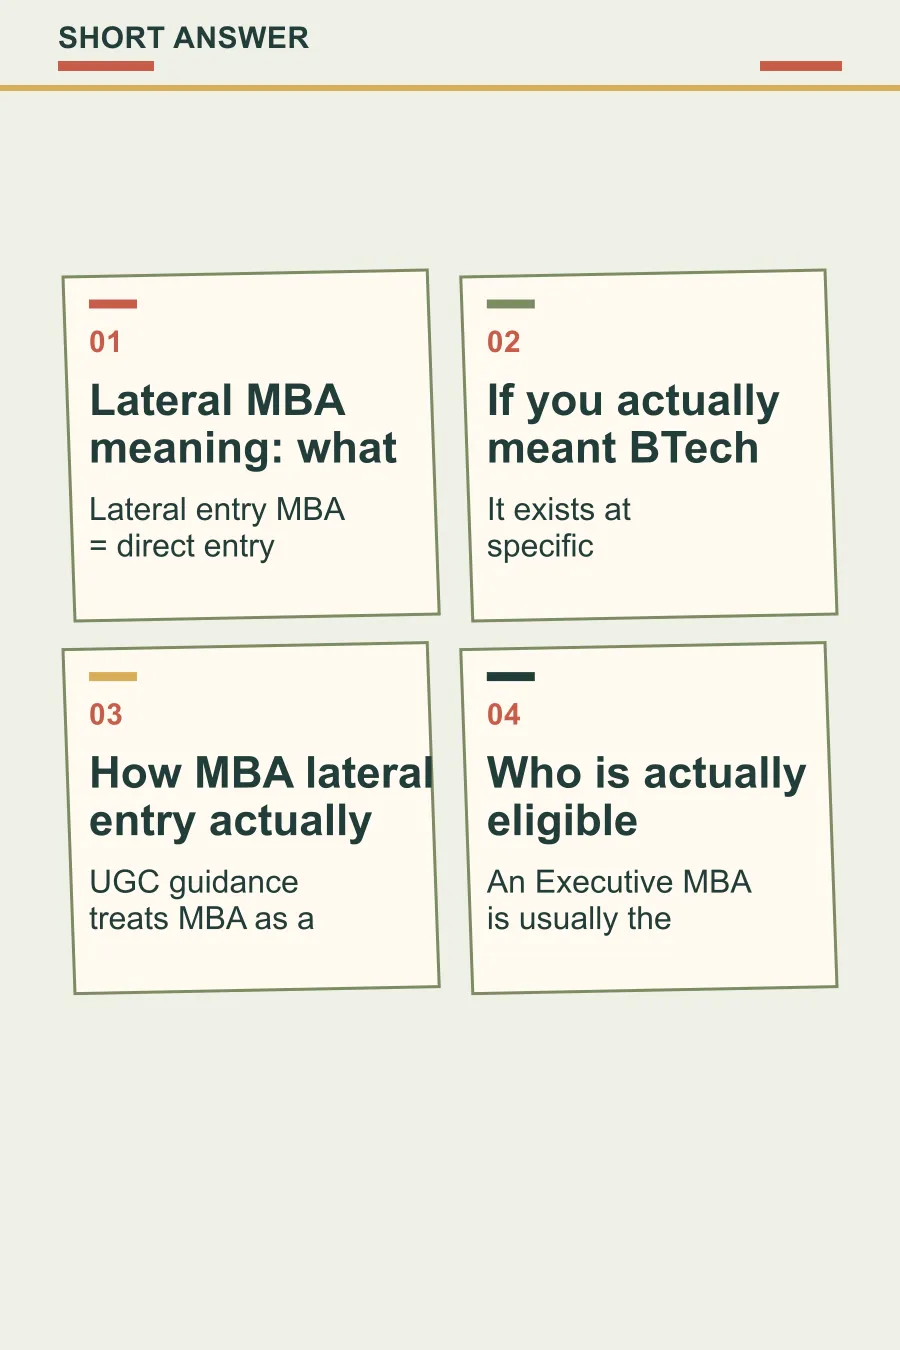 SHORT ANSWER
01
Lateral MBA
meaning: what
Lateral entry MBA
= direct entry
02
If you actually
meant BTech
It exists at
specific
03
How MBA lateral
entry actually
UGC guidance
treats MBA as a
04
Who is actually
eligible
An Executive MBA
is usually the